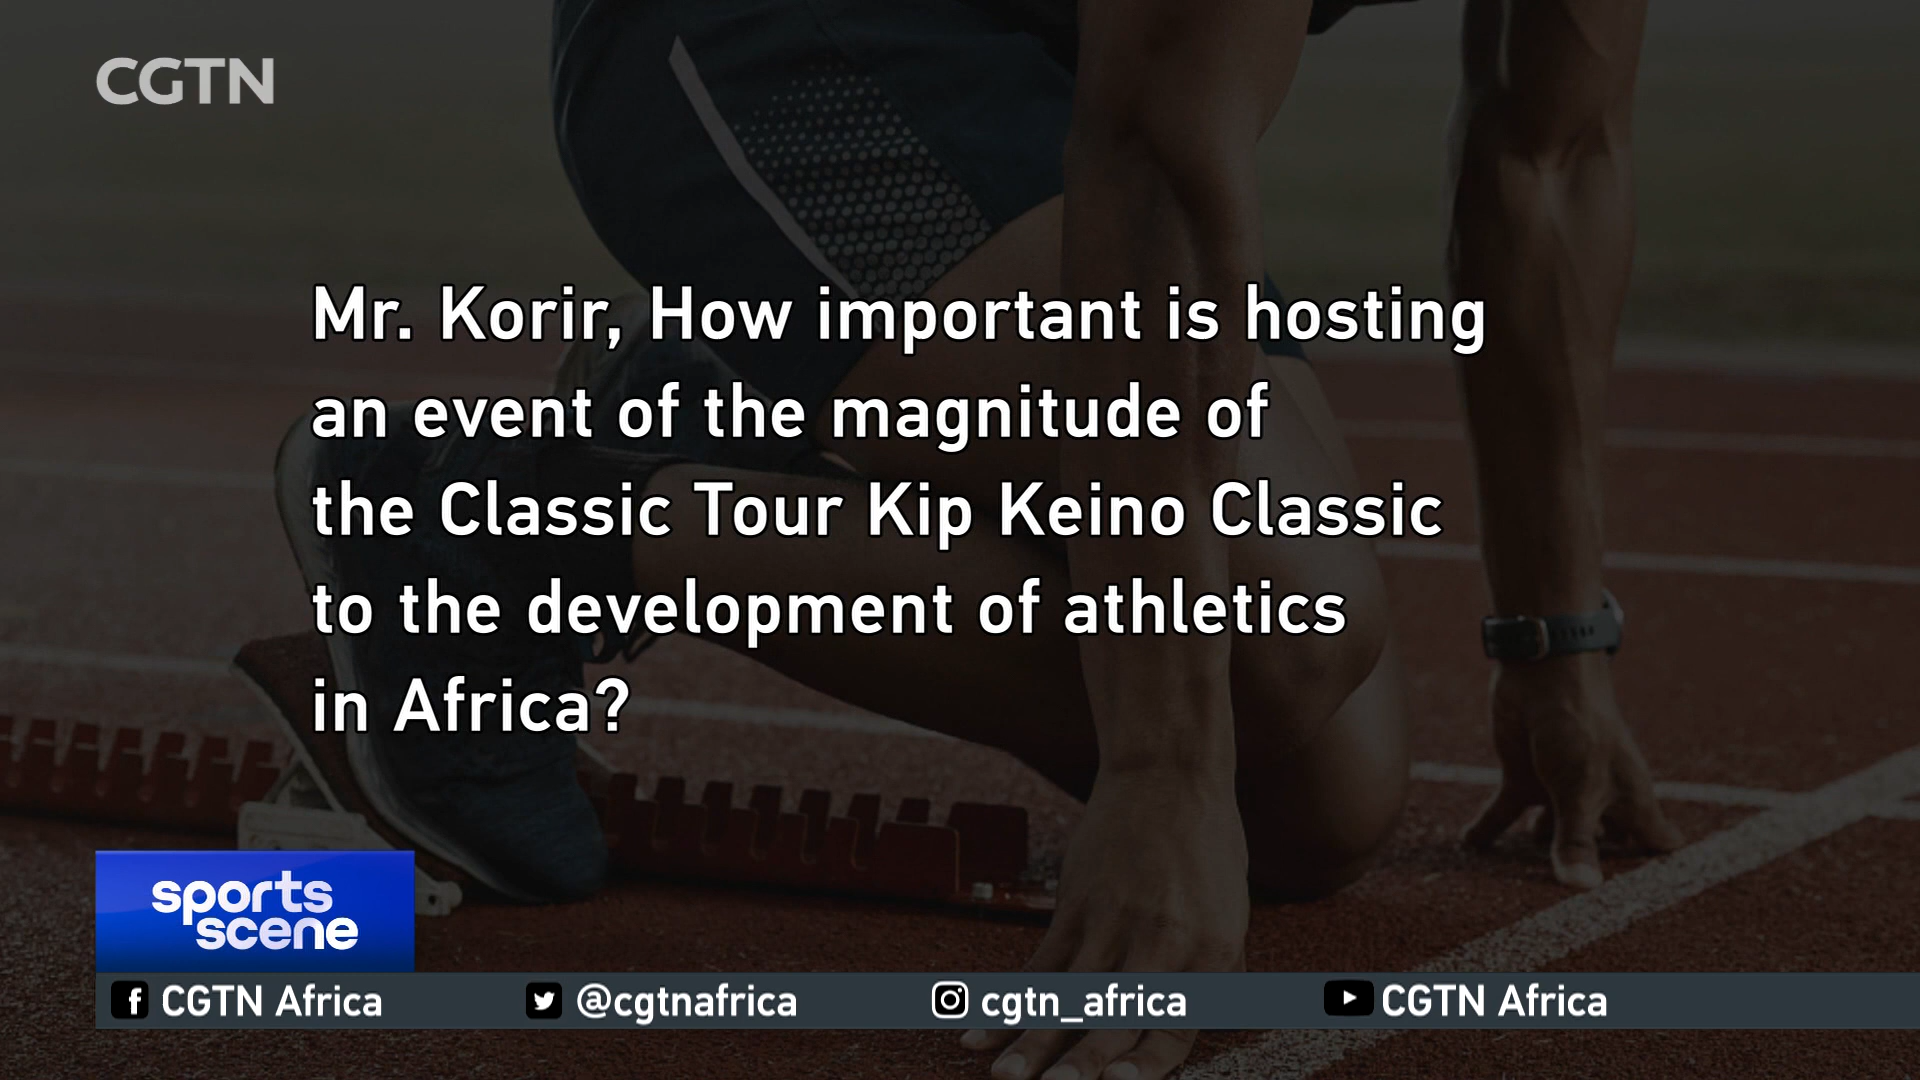 CGTN
Mr. Korir, How important is hosting
an event of the magnitude of
the Classic Tour Kip Keino Classic
to the development of athletics
in Africa?
sports
scene
CGTN Africa
@cgtnafrica
cgtn_africa
CGTN Africa